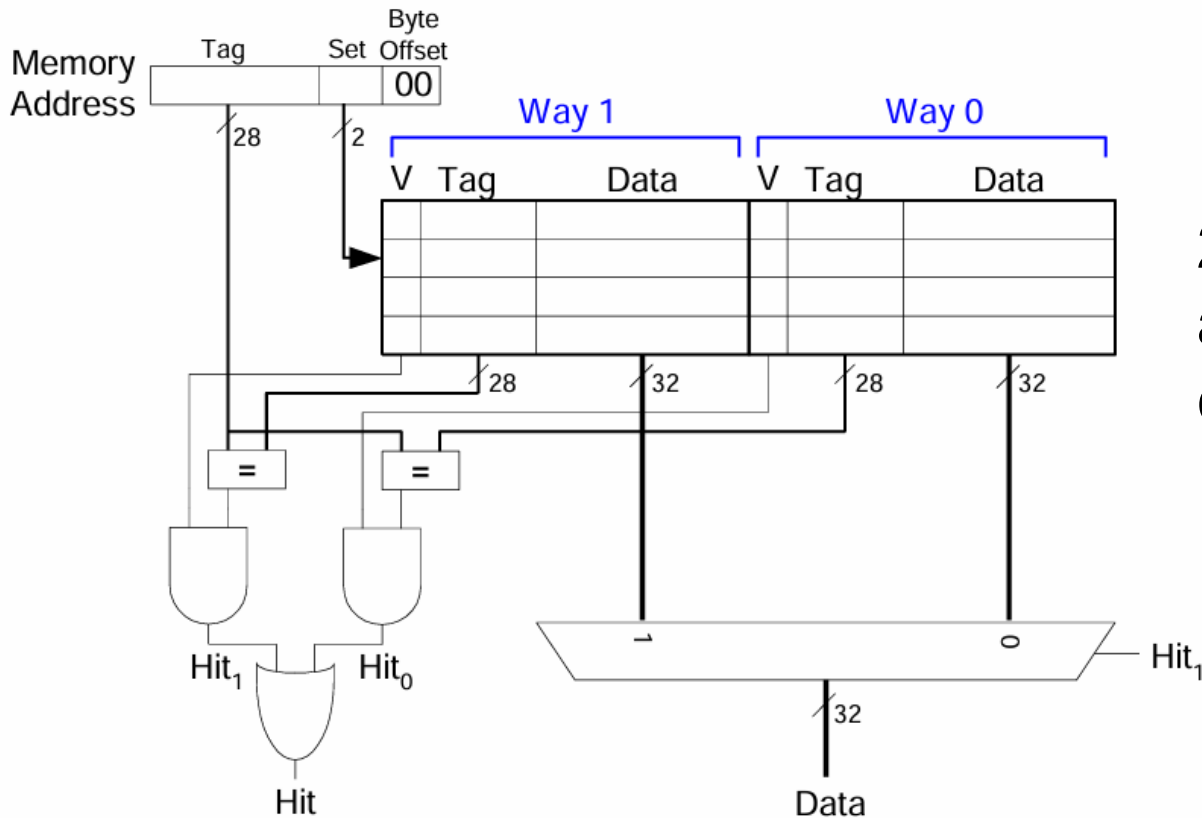 Byte
Tag Set Offset
Memory
Address
00
Way 1 Way 0
28 2
V Tag Data V Tag Data
28 32 28 32
= =
1 0
Hit1 Hit0 Hit1
32
Hit Data